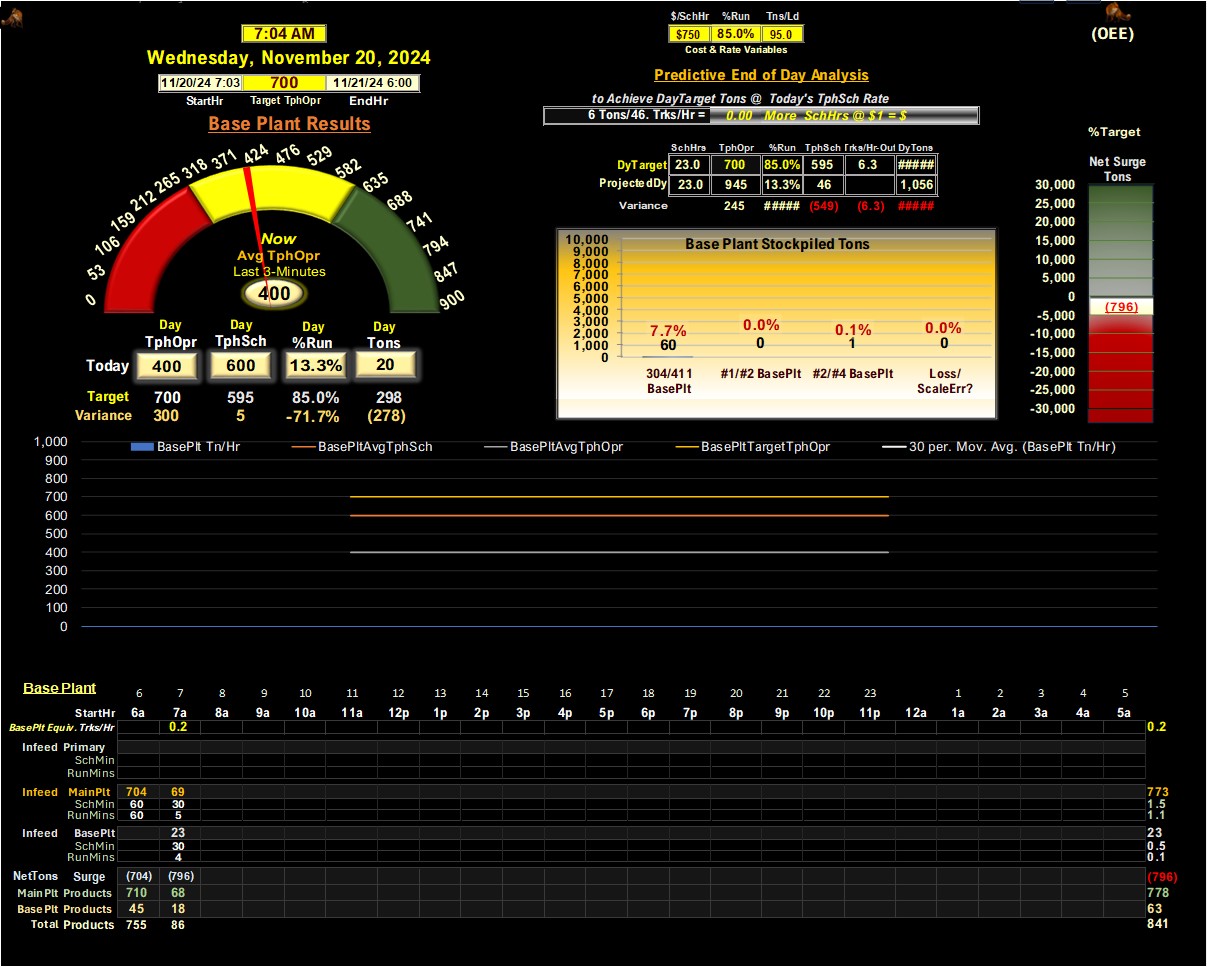 7:04 AM
Wednesday, November 20, 2024
11/20/24 7:03 700 11/21/24 6:00
StartHr Target TphOpr EndHr
Base Plant Results
0 53 106 159 212 265 318 371 424 476 529 582 635 688 741 794 847 900
Now
Avg TphOpr
Last 3-Minutes
400
Day Day Day Day
TphOpr TphSch %Run Tons
Today 400 600 13.3% 20
Target 700 595 85.0% 298
Variance 300 5 -71.7% (278)
$/SchHr %Run Tns/Ld
$750 85.0% 95.0
Cost & Rate Variables
Predictive End of Day Analysis
to Achieve DayTarget Tons @ Today's TphSch Rate
6 Tons/46. Trks/Hr = 0.00 More SchHrs @ $1 = $
SchHrs TphOpr %Run TphSch Trks/Hr-Out DyTons
DyTarget 23.0 700 85.0% 595 6.3 #####
ProjectedDy 23.0 945 13.3% 46 1,056
Variance 245 ##### (549) (6.3) #####
Base Plant Stockpiled Tons
10,000
9,000
8,000
7,000
6,000
5,000
4,000
3,000
2,000
1,000
0
7.7% 0.0% 0.1% 0.0%
60 0 1 0
304/411 BasePlt
#1/#2 BasePlt
#2/#4 BasePlt
Loss/
ScaleErr?
(OEE)
%Target
Net Surge
Tons
30,000
25,000
20,000
15,000
10,000
5,000
0
(796)
-5,000
-10,000
-15,000
-20,000
-25,000
-30,000
BasePlt Tn/Hr BasePltAvgTphSch BasePltAvgTphOpr BasePltTargetTphOpr 30 per. Mov. Avg. (BasePlt Tn/Hr)
1,000
900
800
700
600
500
400
300
200
100
0
Base Plant 6 7 8 9 10 11 12 13 14 15 16 17 18 19 20 21 22 23 1 2 3 4 5
StartHr 6a 7a 8a 9a 10a 11a 12p 1p 2p 3p 4p 5p 6p 7p 8p 9p 10p 11p 12a 1a 2a 3a 4a 5a
BasePlt Equiv. Trks/Hr 0.2 0.2
Infeed Primary
SchMin
RunMins
Infeed MainPlt 704 69 773
SchMin 60 30 1.5
RunMins 60 5 1.1
Infeed BasePlt 23 23
SchMin 30 0.5
RunMins 4 0.1
NetTons Surge (704) (796) (796)
MainPlt Products 710 68 778
BasePlt Products 45 18 63
Total Products 755 86 841